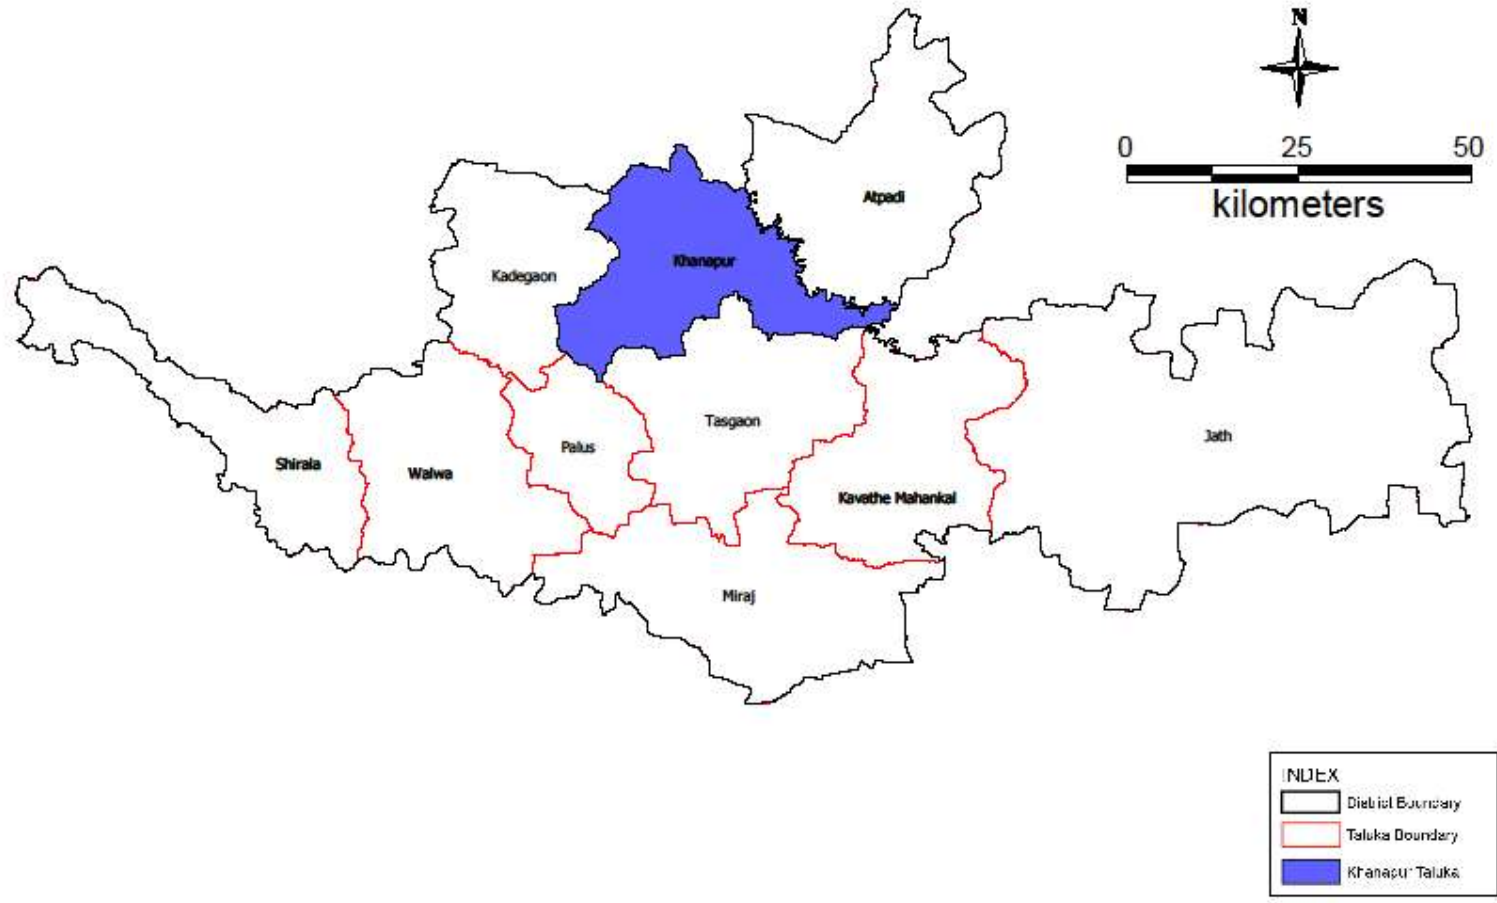 N
0 25 50
kilometers
Atpadi
Khanapur
Kadegaon
Tasgaon
Jath
Palus
Shirala
Walwa
Kavathe Mahankal
Miraj
INDEX
District Boundary
Taluka Boundary
Khanapur Taluka